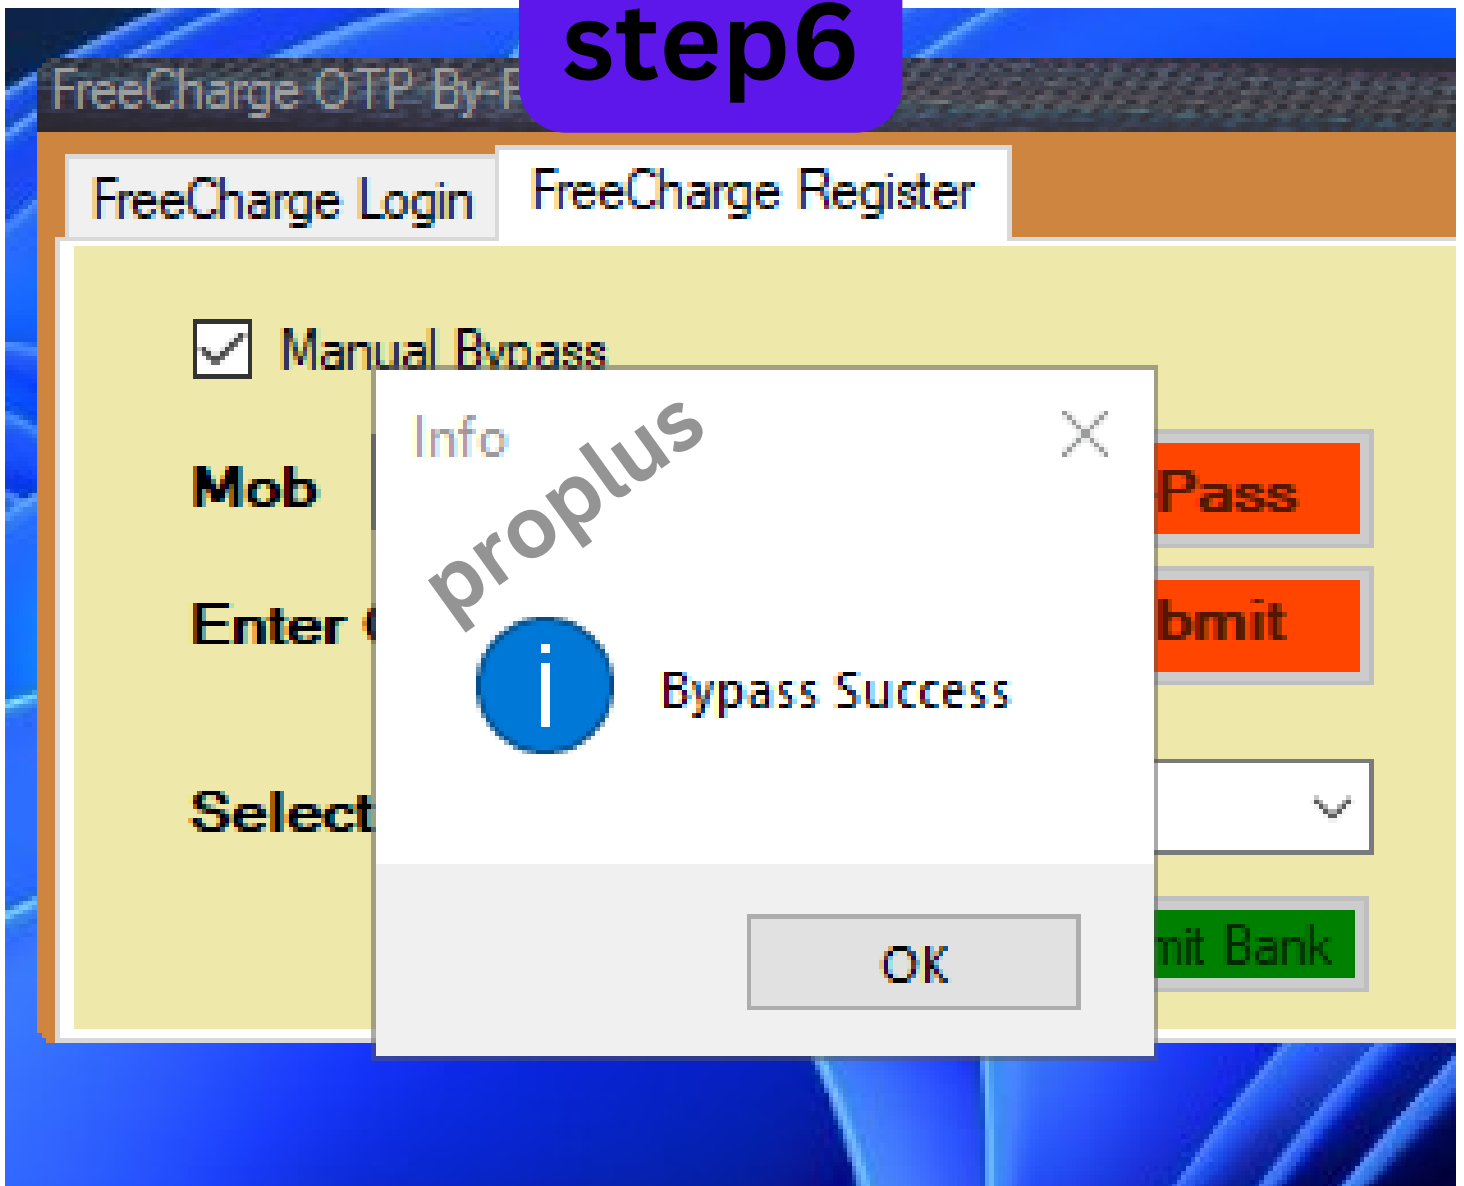 step6
FreeCharge OTP By-P
FreeCharge Login
FreeCharge Register
Manual Bypass
Info
proplus
Mob
Pass
Enter
bmit
Bypass Success
Select
OK
mit Bank